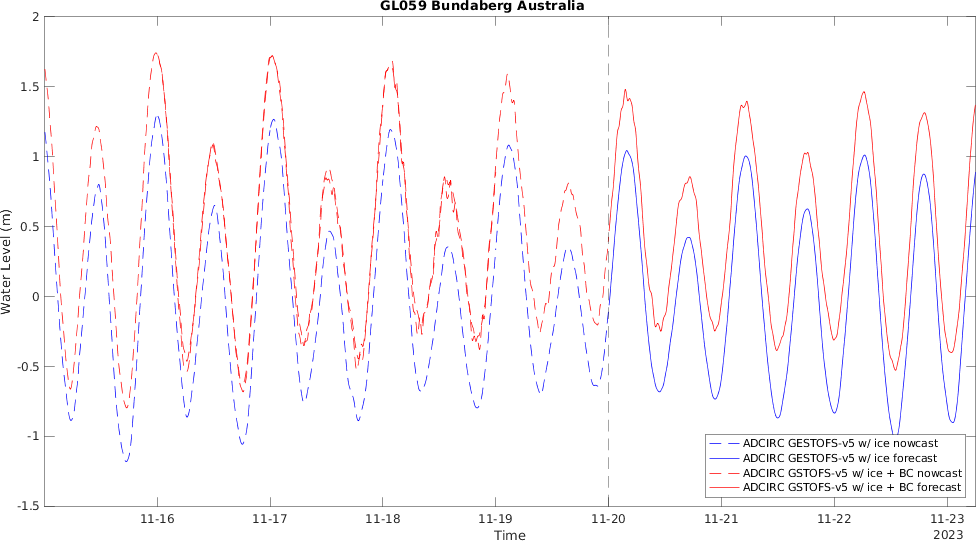 GL059 Bundaberg Australia
Water Level (m)
2
1.5
1
0.5
0
-0.5
-1
-1.5
ADCIRC GESTOFS-v5 w/ ice nowcast
ADCIRC GESTOFS-v5 w/ ice forecast
ADCIRC GSTOFS-v5 w/ ice + BC nowcast
ADCIRC GSTOFS-v5 w/ ice + BC forecast
11-16 11-17 11-18 11-19 11-20 11-21 11-22 11-23
Time
2023